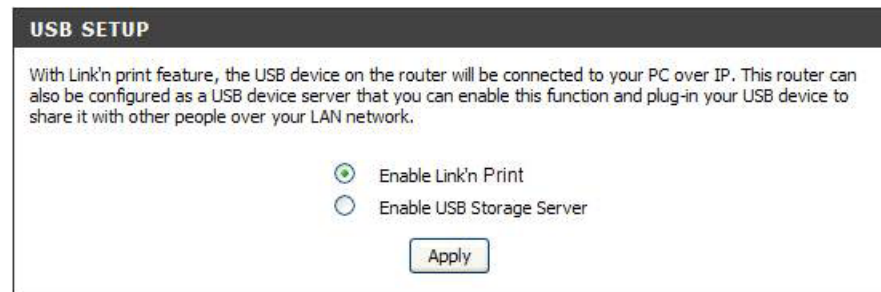 USB SETUP
With Link'n print feature, the USB device on the router will be connected to your PC over IP. This router can
also be configured as a USB device server that you can enable this function and plug-in your USB device to
share it with other people over your LAN network.
Enable Link'n Print
Enable USB Storage Server
Apply